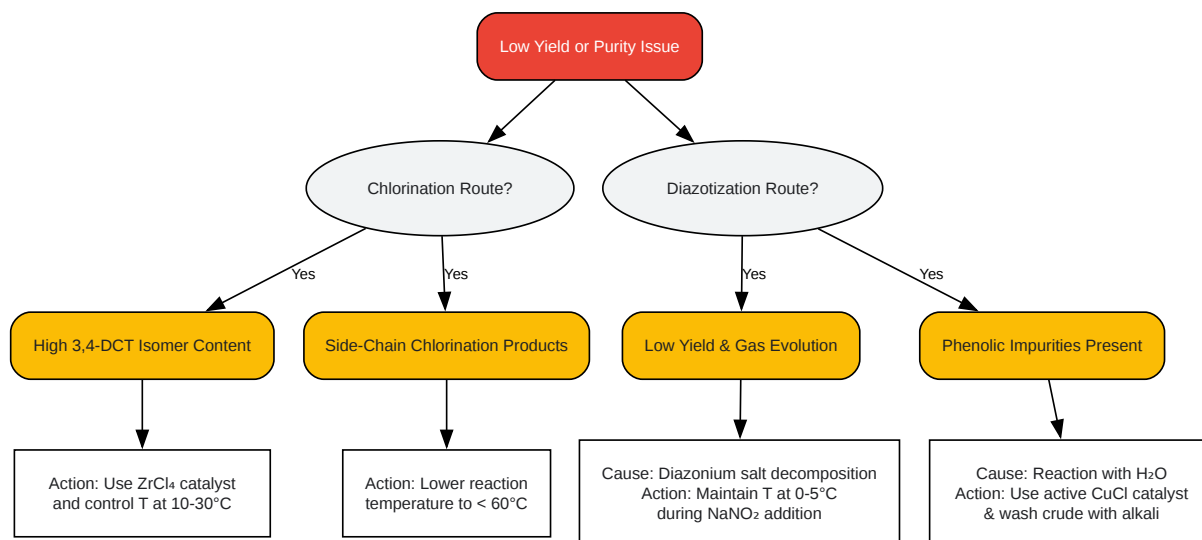 Low Yield or Purity Issue
Chlorination Route?
Diazotization Route?
Yes
Yes
Yes
Yes
High 3,4-DCT Isomer Content
Side-Chain Chlorination Products
Low Yield & Gas Evolution
Phenolic Impurities Present
Action: Use ZrCl₄ catalyst
and control T at 10-30°C
Action: Lower reaction
temperature to < 60°C
Cause: Diazonium salt decomposition
Action: Maintain T at 0-5°C
during NaNO₂ addition
Cause: Reaction with H₂O
Action: Use active CuCl catalyst
& wash crude with alkali